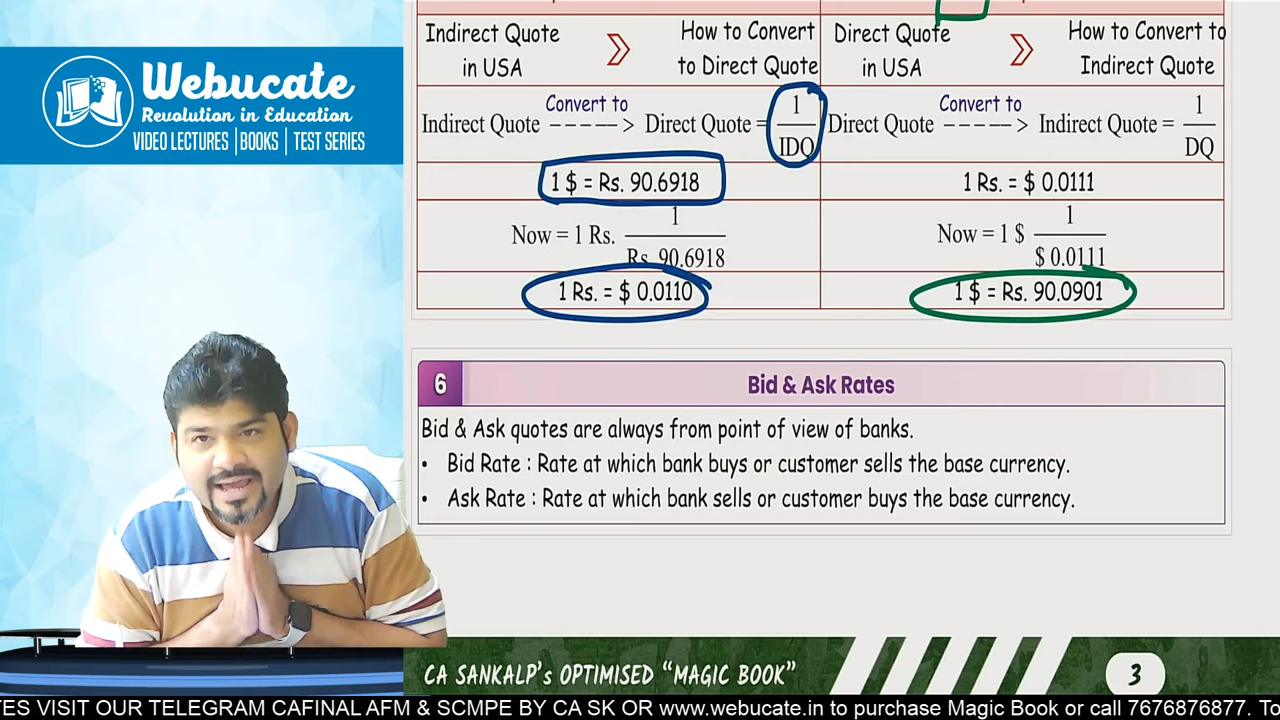 Webucate
Revolution in Education
VIDEO LECTURES | BOOKS | TEST SERIES
Indirect Quote in USA
How to Convert to Direct Quote
Direct Quote in USA
How to Convert to Indirect Quote
Indirect Quote Convert to -----> Direct Quote = 1/IDQ
Direct Quote Convert to -----> Indirect Quote = 1/DQ
1 $ = Rs. 90.6918
1 Rs. = $ 0.0111
Now = 1 Rs. 1/Rs. 90.6918
Now = 1 $ 1/$ 0.0111
1 Rs. = $ 0.0110
1 $ = Rs. 90.0901
6 Bid & Ask Rates
Bid & Ask quotes are always from point of view of banks.
• Bid Rate : Rate at which bank buys or customer sells the base currency.
• Ask Rate : Rate at which bank sells or customer buys the base currency.
CA SANKALP's OPTIMISED "MAGIC BOOK"
3
TES VISIT OUR TELEGRAM CAFINAL AFM & SCMPE BY CA SK OR www.webucate.in to purchase Magic Book or call 7676876877. To